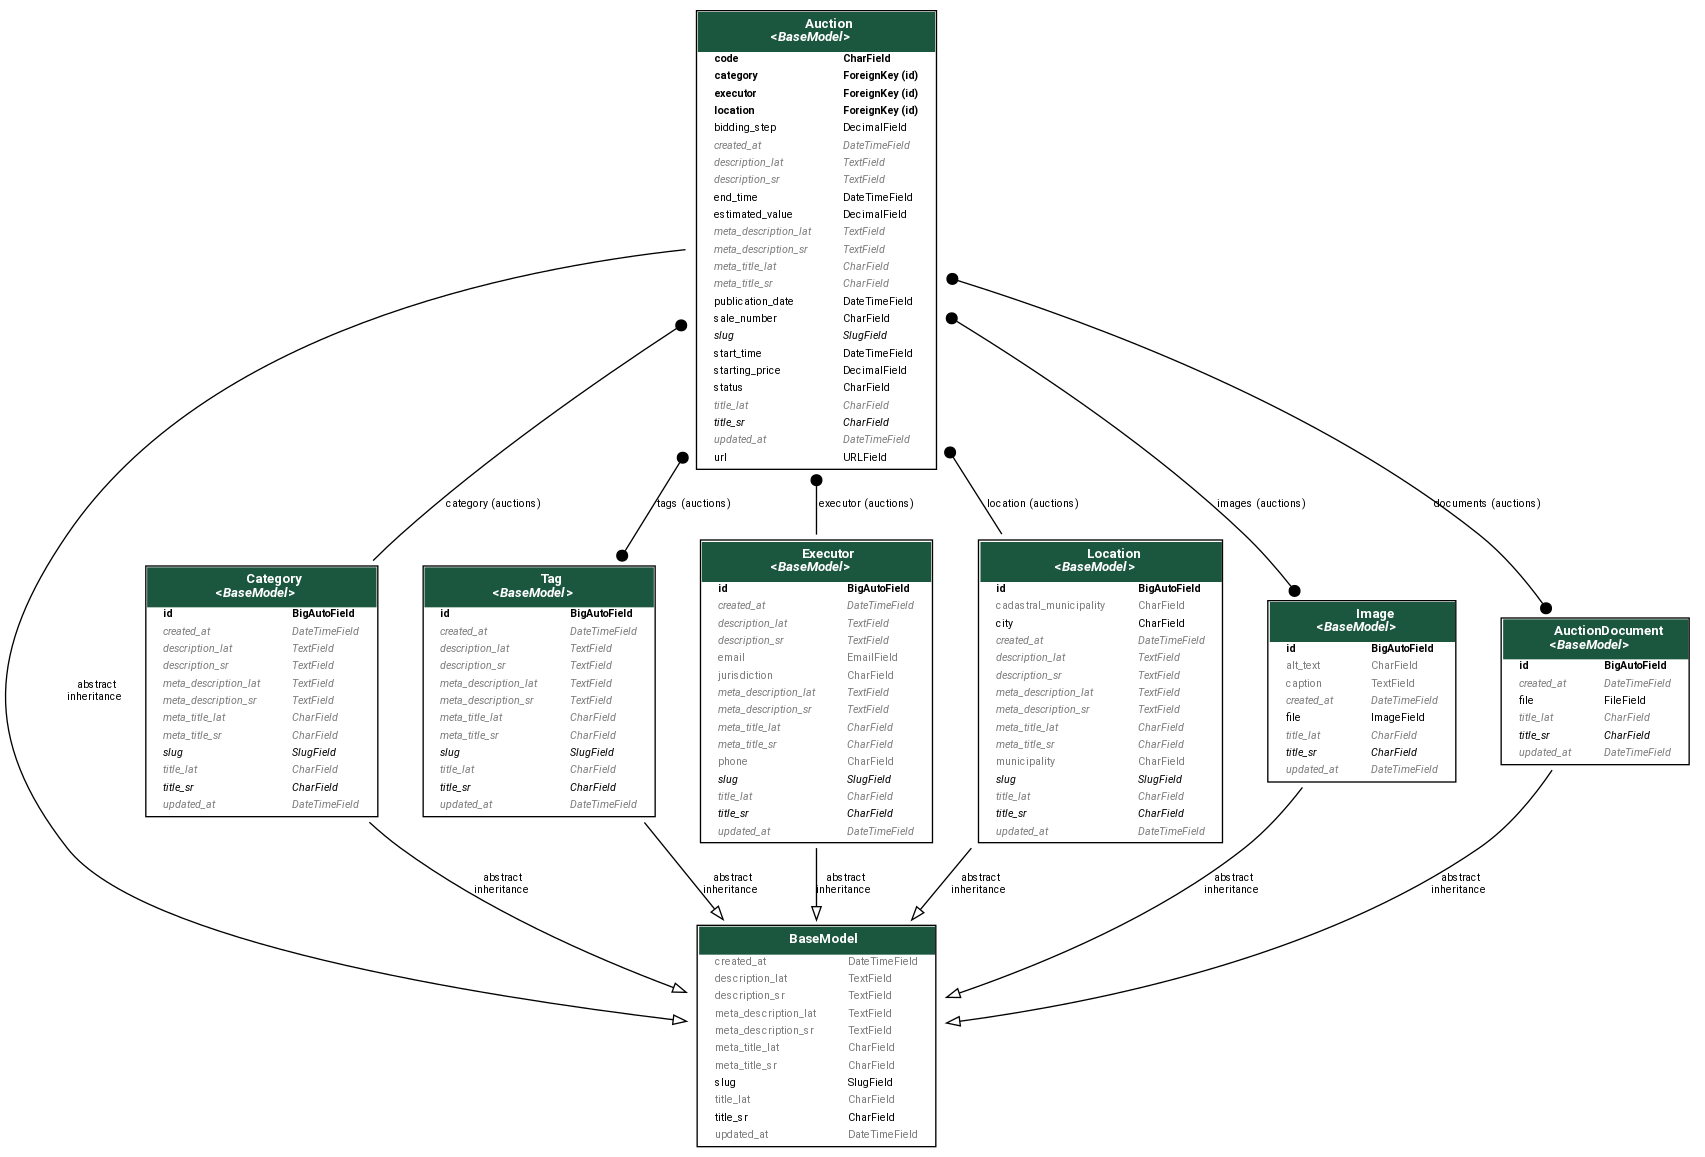 Auction
<BaseModel>
code CharField
category ForeignKey (id)
executor ForeignKey (id)
location ForeignKey (id)
bidding_step DecimalField
created_at DateTimeField
description_lat TextField
description_sr TextField
end_time DateTimeField
estimated_value DecimalField
meta_description_lat TextField
meta_description_sr TextField
meta_title_lat CharField
meta_title_sr CharField
publication_date DateTimeField
sale_number CharField
slug SlugField
start_time DateTimeField
starting_price DecimalField
status CharField
title_lat CharField
title_sr CharField
updated_at DateTimeField
url URLField
category (auctions)
tags (auctions)
executor (auctions)
location (auctions)
images (auctions)
documents (auctions)
Category
<BaseModel>
id BigAutoField
created_at DateTimeField
description_lat TextField
description_sr TextField
meta_description_lat TextField
meta_description_sr TextField
meta_title_lat CharField
meta_title_sr CharField
slug SlugField
title_lat CharField
title_sr CharField
updated_at DateTimeField
Tag
<BaseModel>
id BigAutoField
created_at DateTimeField
description_lat TextField
description_sr TextField
meta_description_lat TextField
meta_description_sr TextField
meta_title_lat CharField
meta_title_sr CharField
slug SlugField
title_lat CharField
title_sr CharField
updated_at DateTimeField
Executor
<BaseModel>
id BigAutoField
created_at DateTimeField
description_lat TextField
description_sr TextField
email EmailField
jurisdiction CharField
meta_description_lat TextField
meta_description_sr TextField
meta_title_lat CharField
meta_title_sr CharField
phone CharField
slug SlugField
title_lat CharField
title_sr CharField
updated_at DateTimeField
Location
<BaseModel>
id BigAutoField
cadastral_municipality CharField
city CharField
created_at DateTimeField
description_lat TextField
description_sr TextField
meta_description_lat TextField
meta_description_sr TextField
meta_title_lat CharField
meta_title_sr CharField
municipality CharField
slug SlugField
title_lat CharField
title_sr CharField
updated_at DateTimeField
Image
<BaseModel>
id BigAutoField
alt_text CharField
caption TextField
created_at DateTimeField
file ImageField
title_lat CharField
title_sr CharField
updated_at DateTimeField
AuctionDocument
<BaseModel>
id BigAutoField
created_at DateTimeField
file FileField
title_lat CharField
title_sr CharField
updated_at DateTimeField
abstract
inheritance
abstract
inheritance
abstract
inheritance
abstract
inheritance
abstract
inheritance
abstract
inheritance
abstract
inheritance
BaseModel
created_at DateTimeField
description_lat TextField
description_sr TextField
meta_description_lat TextField
meta_description_sr TextField
meta_title_lat CharField
meta_title_sr CharField
slug SlugField
title_lat CharField
title_sr CharField
updated_at DateTimeField